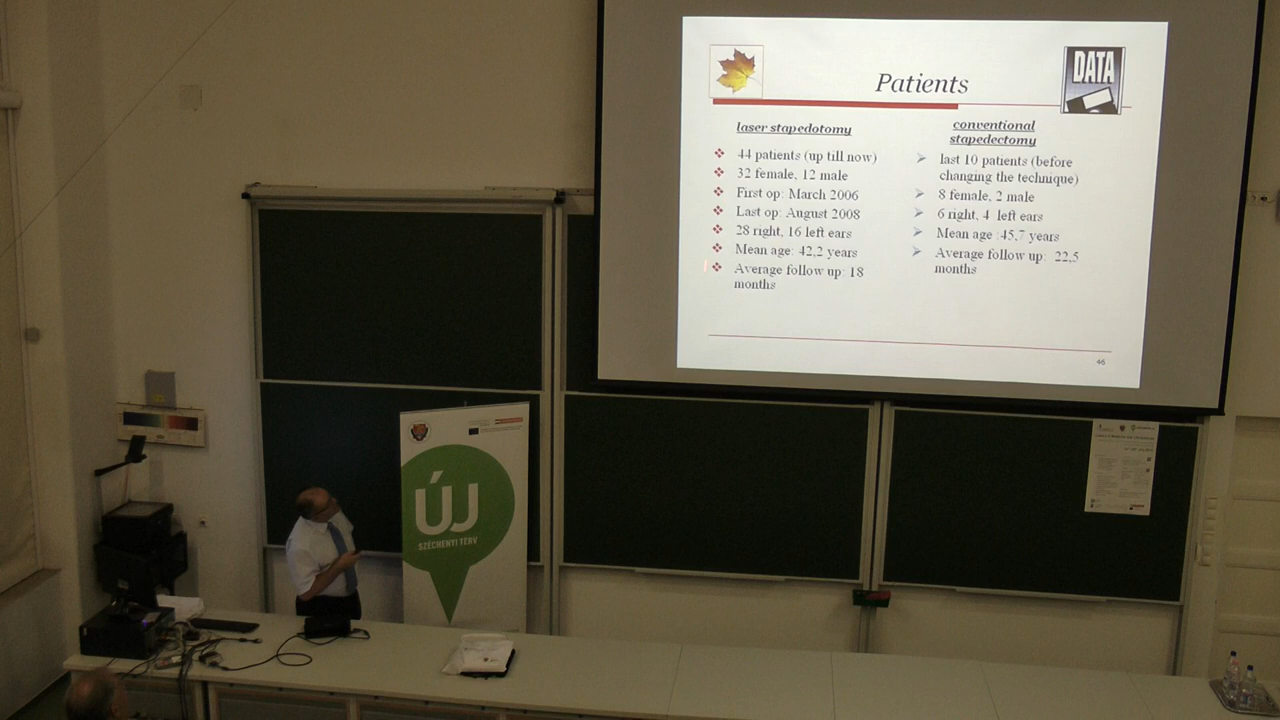 Patients
DATA
laser stapedotomy
44 patients (up till now)
32 female, 12 male
First op: March 2006
Last op: August 2008
28 right, 16 left ears
Mean age: 42,2 years
Average follow up: 18
months
conventional
stapedectomy
last 10 patients (before
changing the technique)
8 female, 2 male
6 right, 4 left ears
Mean age :45,7 years
Average follow up: 22,5
months
46
ÚJ
SZÉCHENYI TERV